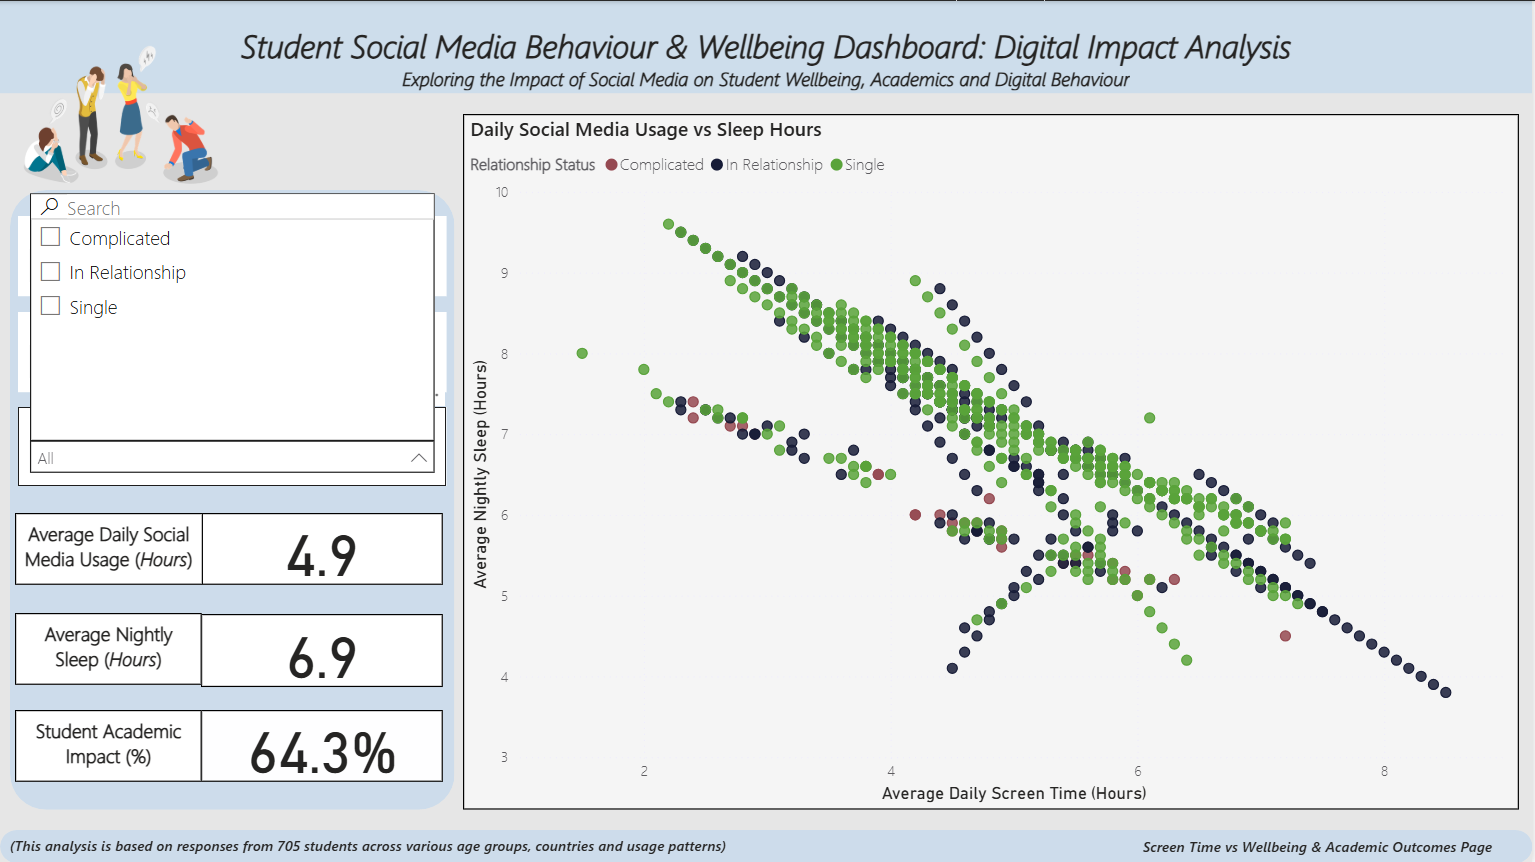 Student Social Media Behaviour & Wellbeing Dashboard: Digital Impact Analysis
Exploring the Impact of Social Media on Student Wellbeing, Academics and Digital Behaviour
Search
Complicated
In Relationship
Single
All
Average Daily Social
Media Usage (Hours)
4.9
Average Nightly
Sleep (Hours)
6.9
Student Academic
Impact (%)
64.3%
Daily Social Media Usage vs Sleep Hours
Relationship Status Complicated In Relationship Single
Average Nightly Sleep (Hours)
10
9
8
7
6
5
4
3
2 4 6 8
Average Daily Screen Time (Hours)
(This analysis is based on responses from 705 students across various age groups, countries and usage patterns)
Screen Time vs Wellbeing & Academic Outcomes Page